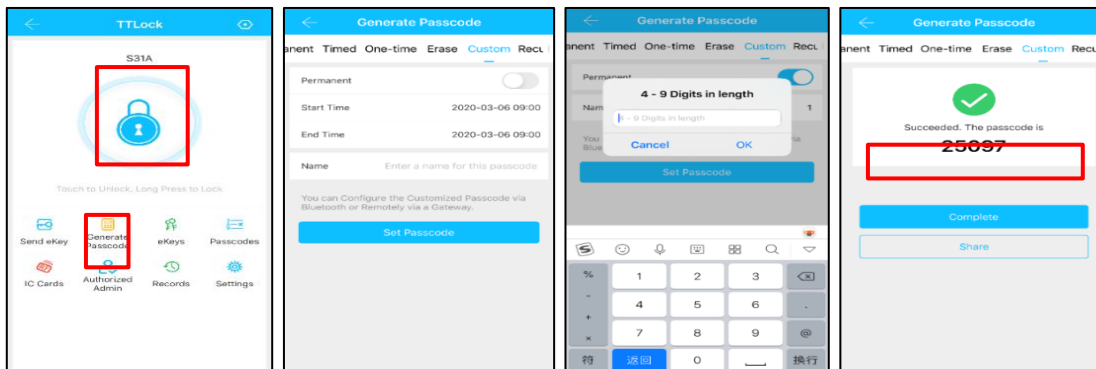 TTLock
S31A
Touch to Unlock, Long Press to Lock
Send eKey
Generate
Passcode
eKeys
Passcodes
IC Cards
Authorized
Admin
Records
Settings
Generate Passcode
anent Timed One-time Erase Custom Recu
Permanent
Start Time 2020-03-06 09:00
End Time 2020-03-06 09:00
Name Enter a name for this passcode
You can Configure the Customized Passcode via
Bluetooth or Remotely via a Gateway.
Set Passcode
Generate Passcode
anent Timed One-time Erase Custom Recu
Permanent
Nam 1
4 - 9 Digits in length
4 - 9 Digits in length
You via
Blue
Cancel OK
Set Passcode
% 1 2 3
- 4 5 6 .
+
7 8 9 @
×
符 返回 0 换行
Generate Passcode
anent Timed One-time Erase Custom Recu
Succeeded. The passcode is
25097
Complete
Share